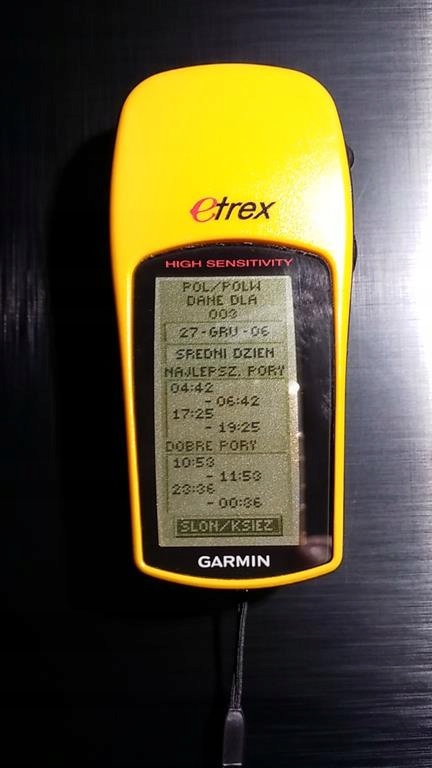 etrex
HIGH SENSITIVITY
POL/POLW
DANE DLA
003
27-GRU-06
SREDNI DZIEN
NAJLEPSZ. PORY
04:42
- 06:42
17:25
- 19:25
DOBRE PORY
10:53
- 11:53
23:36
- 00:36
SLON/KSIEZ
GARMIN